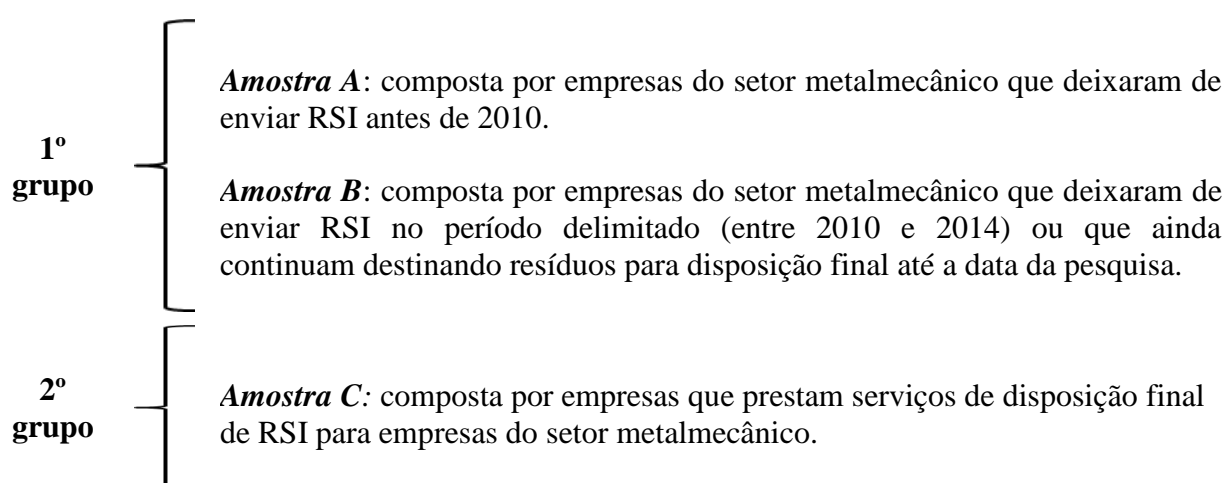 1º
grupo
Amostra A: composta por empresas do setor metalmecânico que deixaram de
enviar RSI antes de 2010.
Amostra B: composta por empresas do setor metalmecânico que deixaram de
enviar RSI no período delimitado (entre 2010 e 2014) ou que ainda
continuam destinando resíduos para disposição final até a data da pesquisa.
2º
grupo
Amostra C: composta por empresas que prestam serviços de disposição final
de RSI para empresas do setor metalmecânico.